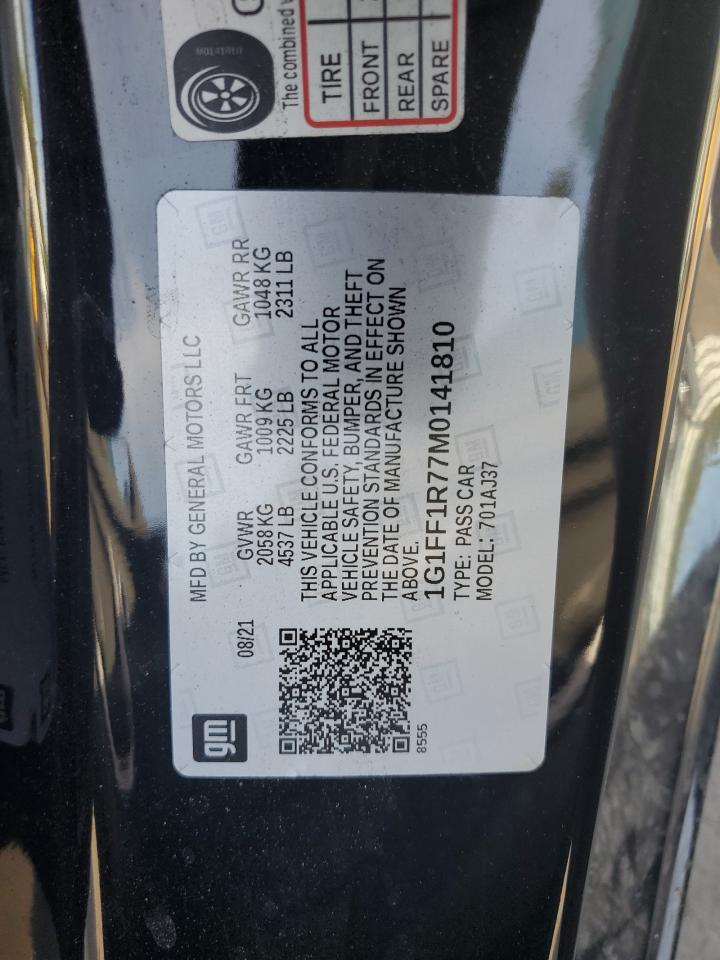 The combined
TIRE
FRONT
REAR
SPARE
gm
MFD BY GENERAL MOTORS LLC
08/21
GVWR GAWR FRT GAWR RR
2058 KG 1009 KG 1048 KG
4537 LB 2225 LB 2311 LB
THIS VEHICLE CONFORMS TO ALL
APPLICABLE U.S. FEDERAL MOTOR
VEHICLE SAFETY, BUMPER, AND THEFT
PREVENTION STANDARDS IN EFFECT ON
THE DATE OF MANUFACTURE SHOWN
ABOVE.
1G1FF1R77M0141810
TYPE: PASS CAR
MODEL: 701AJ37
8555